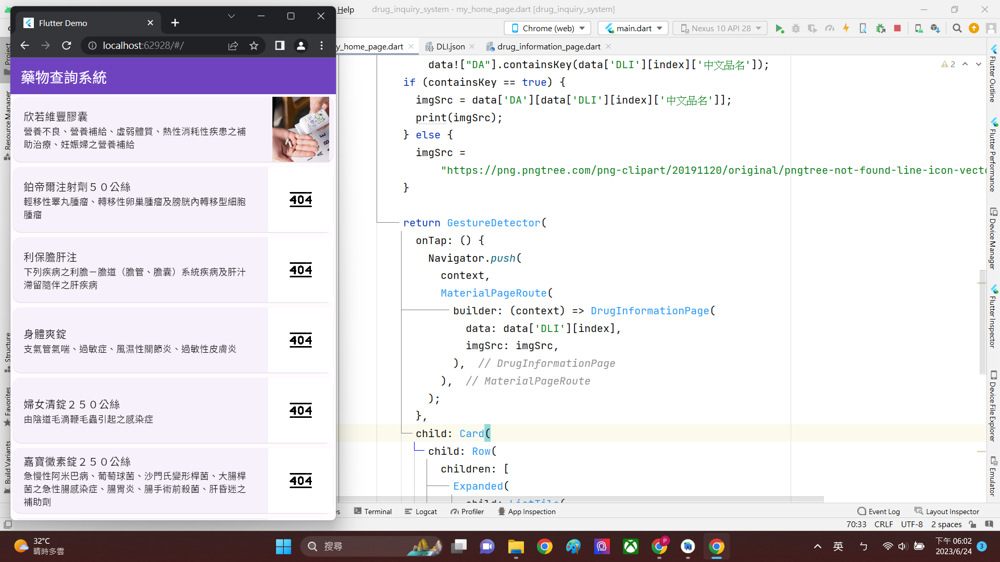 Flutter Demo
localhost:62928/#/
藥物查詢系統
欣若維豐膠囊
營養不良、營養補給、虛弱體質、熱性消耗性疾患之補
助治療、妊娠婦之營養補給
鉑帝爾注射劑５０公絲
輕移性睪丸腫瘤、轉移性卵巢腫瘤及膀胱內轉移型細胞
腫瘤
404
利保膽肝注
下列疾病之利膽－膽道（膽管、膽囊）系統疾病及肝汁
滯留隨伴之肝疾病
404
身體爽錠
支氣管氣喘、過敏症、風濕性關節炎、過敏性皮膚炎
404
婦女清錠２５０公絲
由陰道毛滴鞭毛蟲引起之感染症
404
嘉寶黴素錠２５０公絲
急慢性阿米巴病、葡萄球菌、沙門氏變形桿菌、大腸桿
菌之急性腸感染症、腸胃炎、腸手術前殺菌、肝昏迷之
補助劑
404
Help
drug_inquiry_system - my_home_page.dart [drug_inquiry_system]
Chrome (web)
main.dart
Nexus 10 API 28
y_home_page.dart
DLI.json
drug_information_page.dart
2
data!["DA"].containsKey(data['DLI'][index]['中文品名']);
if (containsKey == true) {
imgSrc = data['DA'][data['DLI'][index]['中文品名']];
print(imgSrc);
} else {
imgSrc =
"https://png.pngtree.com/png-clipart/20191120/original/pngtree-not-found-line-icon-vect
}
return GestureDetector(
onTap: () {
Navigator.push(
context,
MaterialPageRoute(
builder: (context) => DrugInformationPage(
data: data['DLI'][index],
imgSrc: imgSrc,
), // DrugInformationPage
), // MaterialPageRoute
);
},
child: Card(
child: Row(
children: [
Expanded(
child: ListTile(
Project
Resource Manager
Structure
Favorites
Build Variants
Flutter Outline
Flutter Performance
Device Manager
Flutter Inspector
Device File Explorer
Emulator
Terminal
Logcat
Profiler
App Inspection
Event Log
Layout Inspector
70:33
CRLF
UTF-8
2 spaces
32°C
晴時多雲
搜尋
P
英
ㄅ
下午 06:02
2023/6/24
3